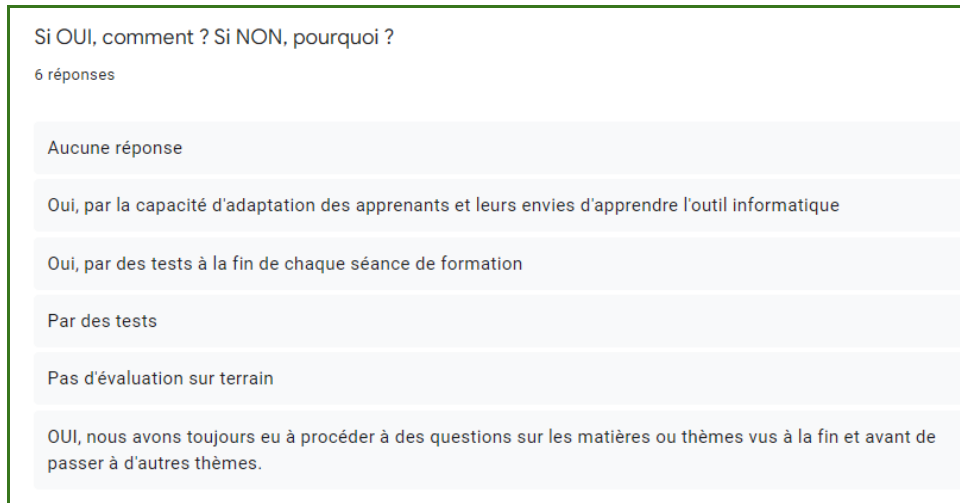 Si OUI, comment ? Si NON, pourquoi ?
6 réponses
Aucune réponse
Oui, par la capacité d'adaptation des apprenants et leurs envies d'apprendre l'outil informatique
Oui, par des tests à la fin de chaque séance de formation
Par des tests
Pas d'évaluation sur terrain
OUI, nous avons toujours eu à procéder à des questions sur les matières ou thèmes vus à la fin et avant de
passer à d'autres thèmes.